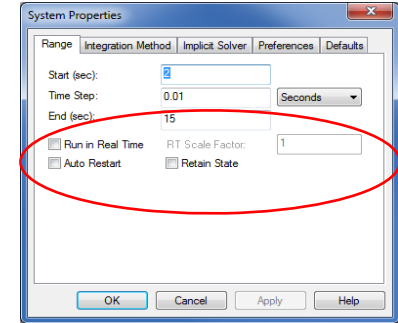 System Properties
Range Integration Method Implicit Solver Preferences Defaults
Start (sec): 2
Time Step: 0.01 Seconds
End (sec): 15
Run in Real Time RT Scale Factor: 1
Auto Restart Retain State
OK Cancel Apply Help